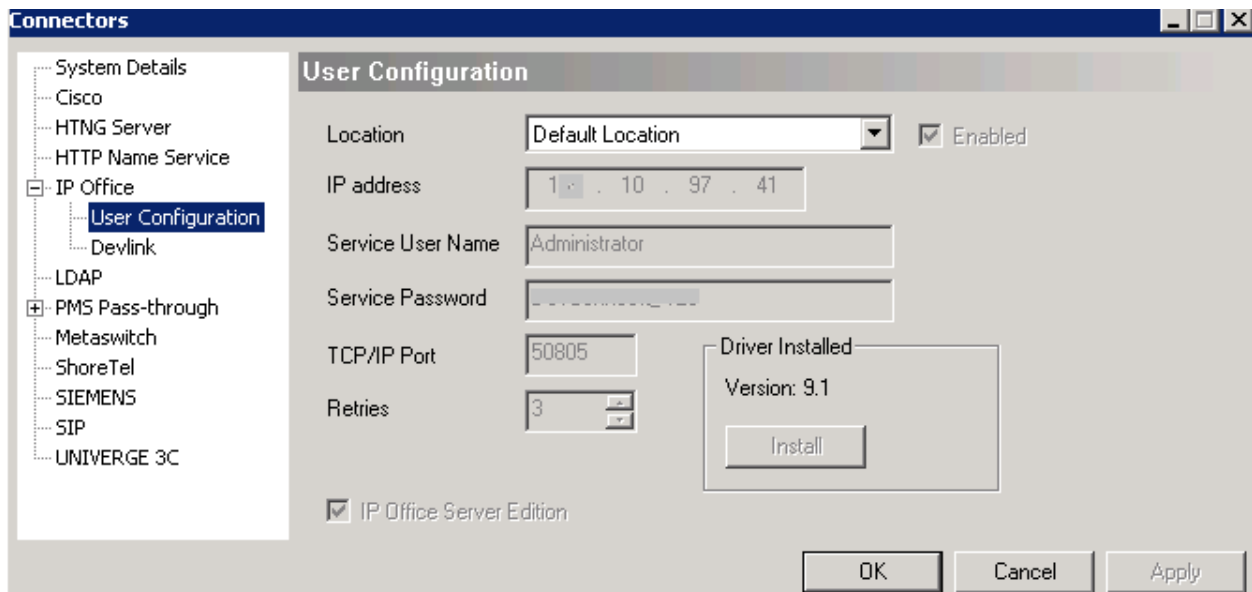 Connectors
System Details
Cisco
HTNG Server
HTTP Name Service
IP Office
User Configuration
Devlink
LDAP
PMS Pass-through
Metaswitch
ShoreTel
SIEMENS
SIP
UNIVERGE 3C
User Configuration
Location Default Location Enabled
IP address . 10 . 97 . 41
Service User Name Administrator
Service Password
TCP/IP Port 50805
Retries 3
Driver Installed
Version: 9.1
Install
IP Office Server Edition
OK Cancel Apply